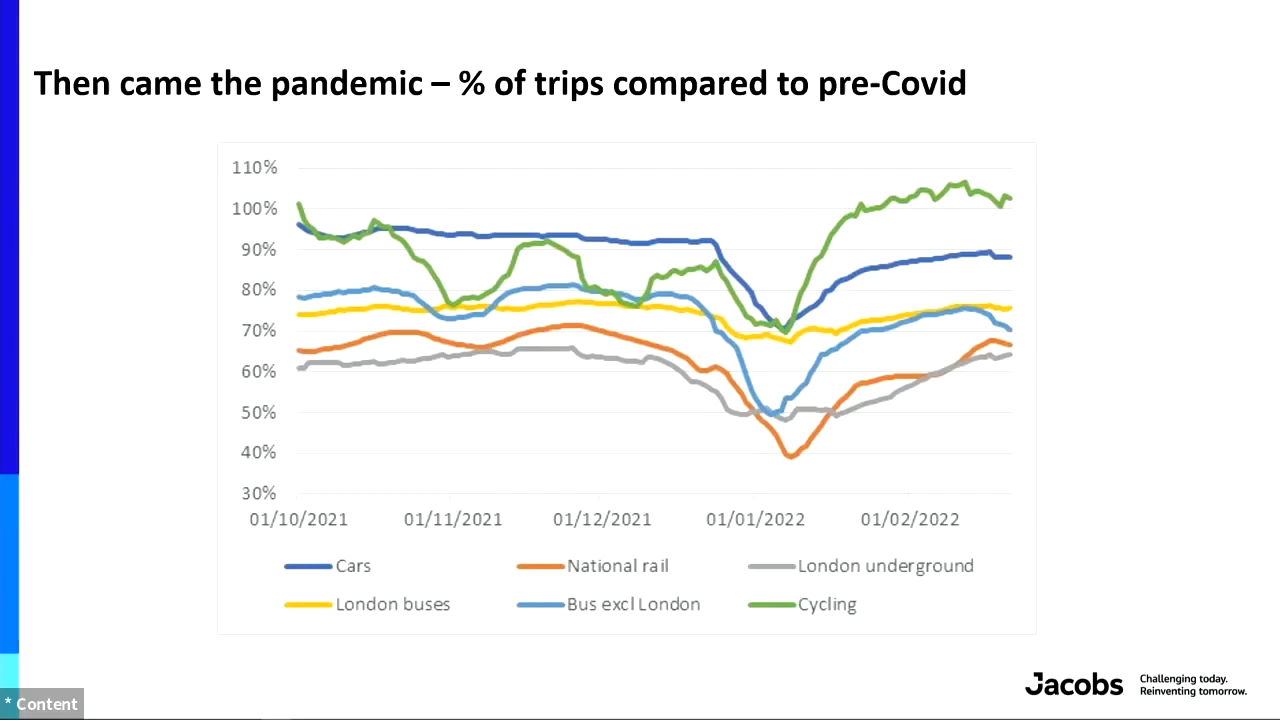 Then came the pandemic – % of trips compared to pre-Covid
110%
100%
90%
80%
70%
60%
50%
40%
30%
01/10/2021 01/11/2021 01/12/2021 01/01/2022 01/02/2022
Cars National rail London underground
London buses Bus excl London Cycling
Jacobs
Challenging today.
Reinventing tomorrow.
* Content